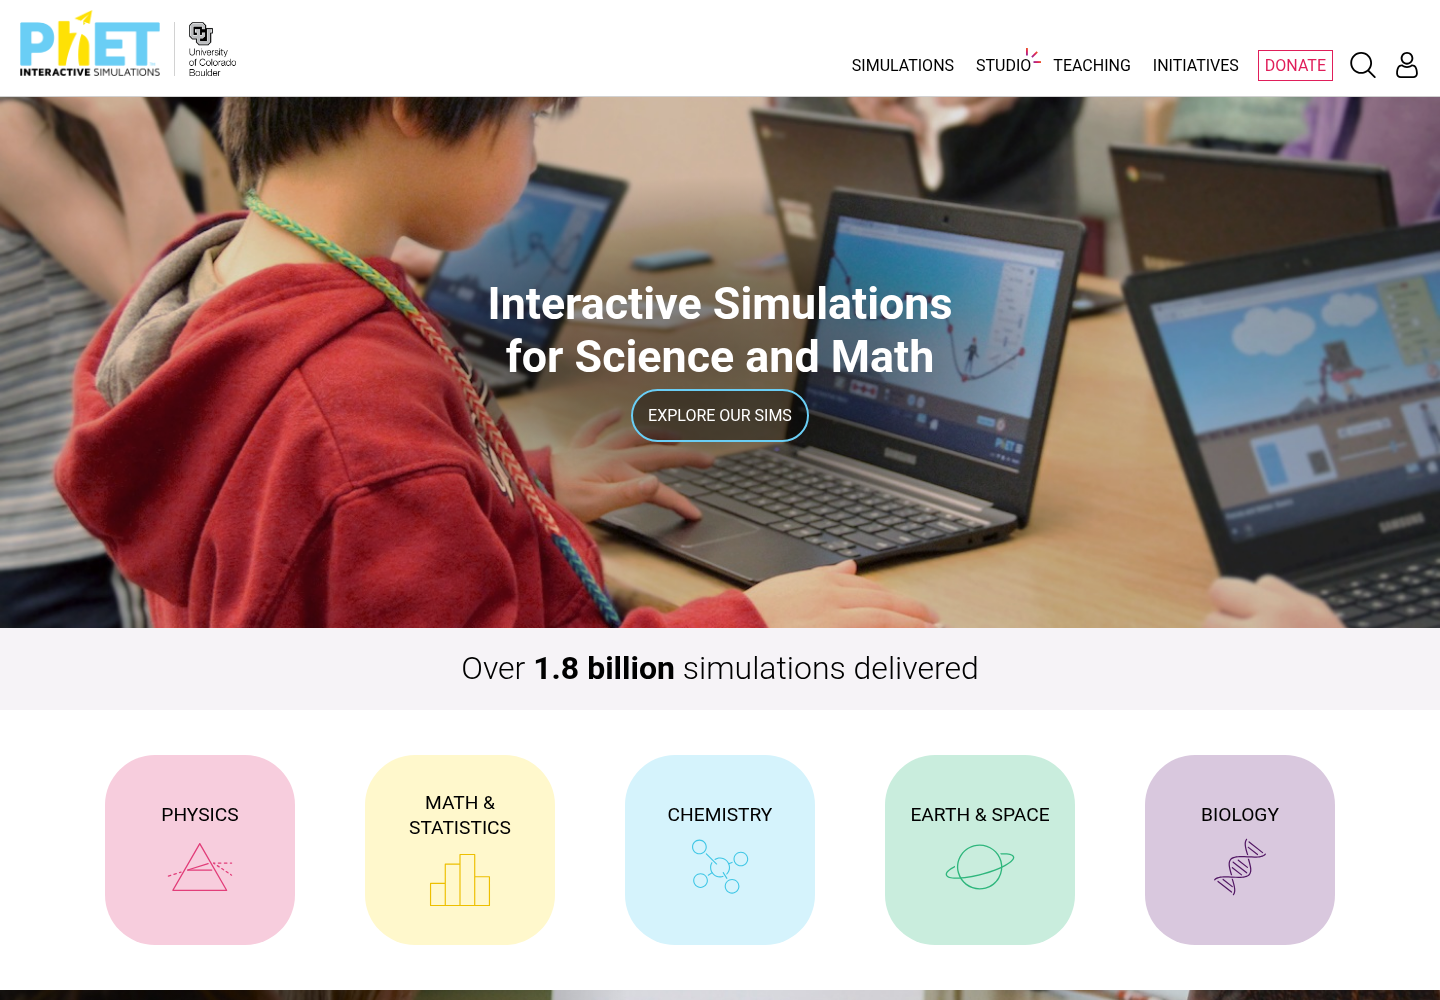 PhET
INTERACTIVE SIMULATIONS
University
of Colorado
Boulder
SIMULATIONS
STUDIO
TEACHING
INITIATIVES
DONATE
Interactive Simulations
for Science and Math
EXPLORE OUR SIMS
Over 1.8 billion simulations delivered
PHYSICS
MATH &
STATISTICS
CHEMISTRY
EARTH & SPACE
BIOLOGY